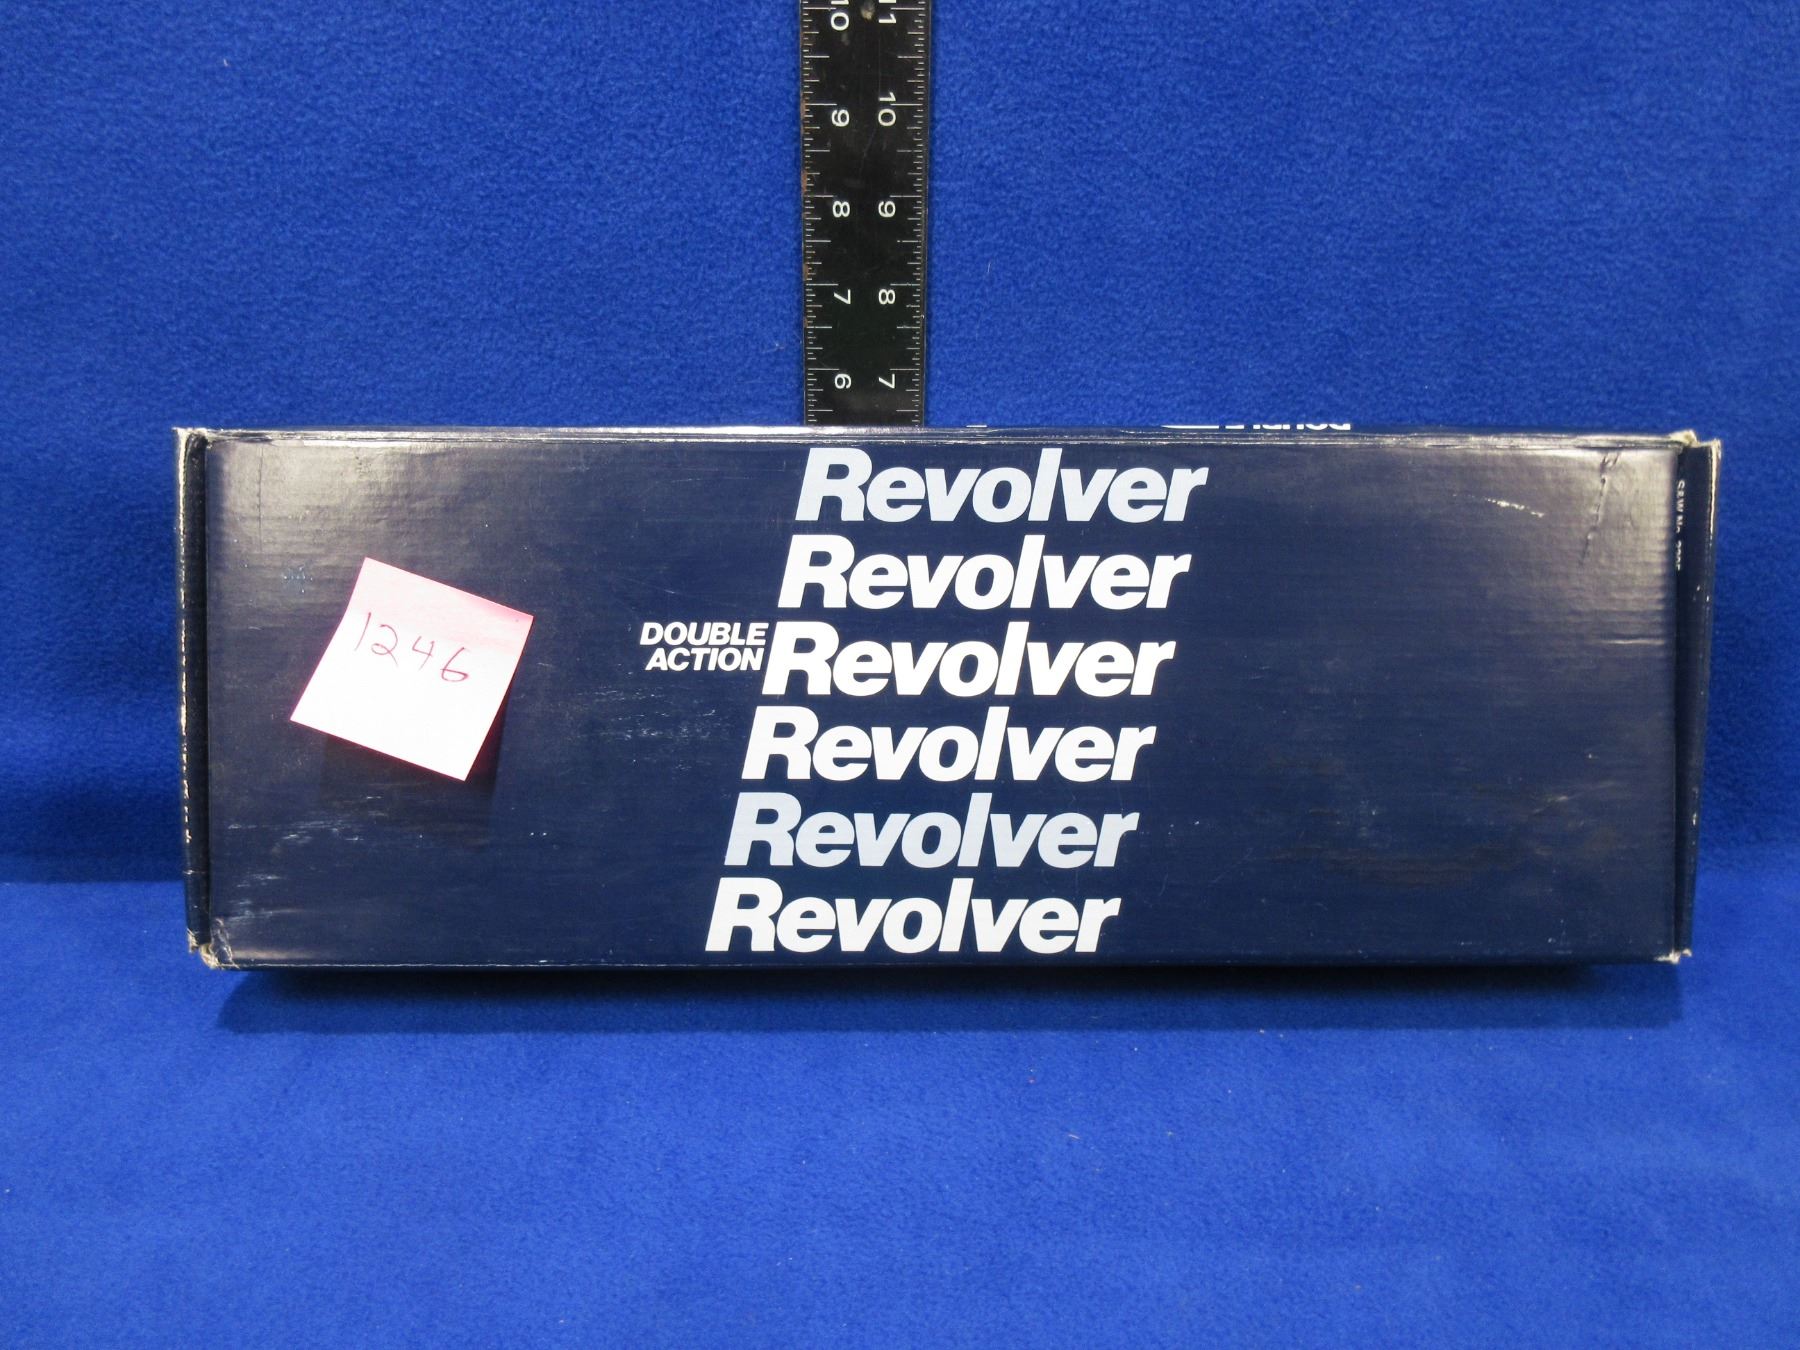 10 11
9 10
8 9
7 8
6 7
Revolver
Revolver
DOUBLE
ACTION
Revolver
Revolver
Revolver
Revolver
1246
S&W No.